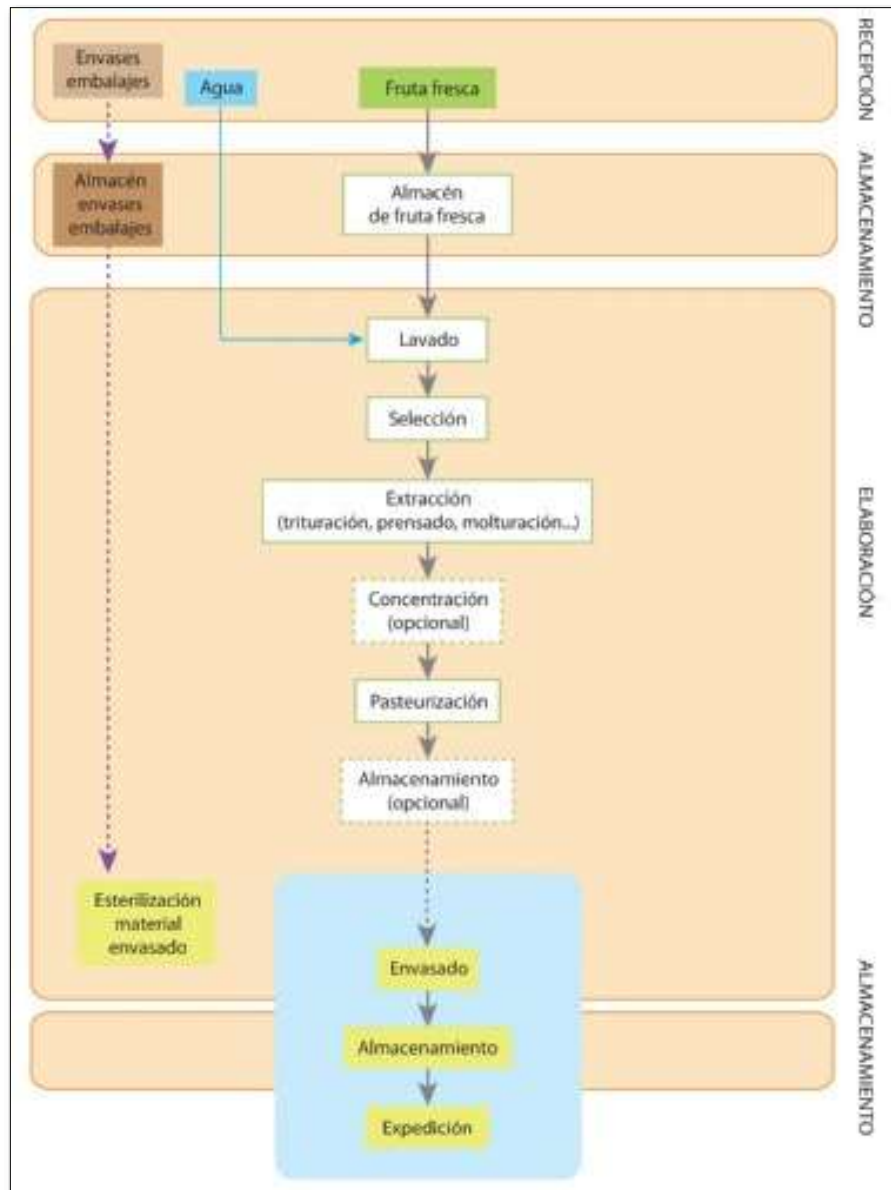 Envases
embalajes
Agua
Fruta fresca
RECEPCIÓN
Almacén
envases
embalajes
Almacén
de fruta fresca
ALMACENAMIENTO
Lavado
Selección
Extracción
(trituración, prensado, molturación...)
Concentración
(opcional)
Pasteurización
Almacenamiento
(opcional)
ELABORACIÓN
Esterilización
material
envasado
Envasado
Almacenamiento
Expedición
ALMACENAMIENTO